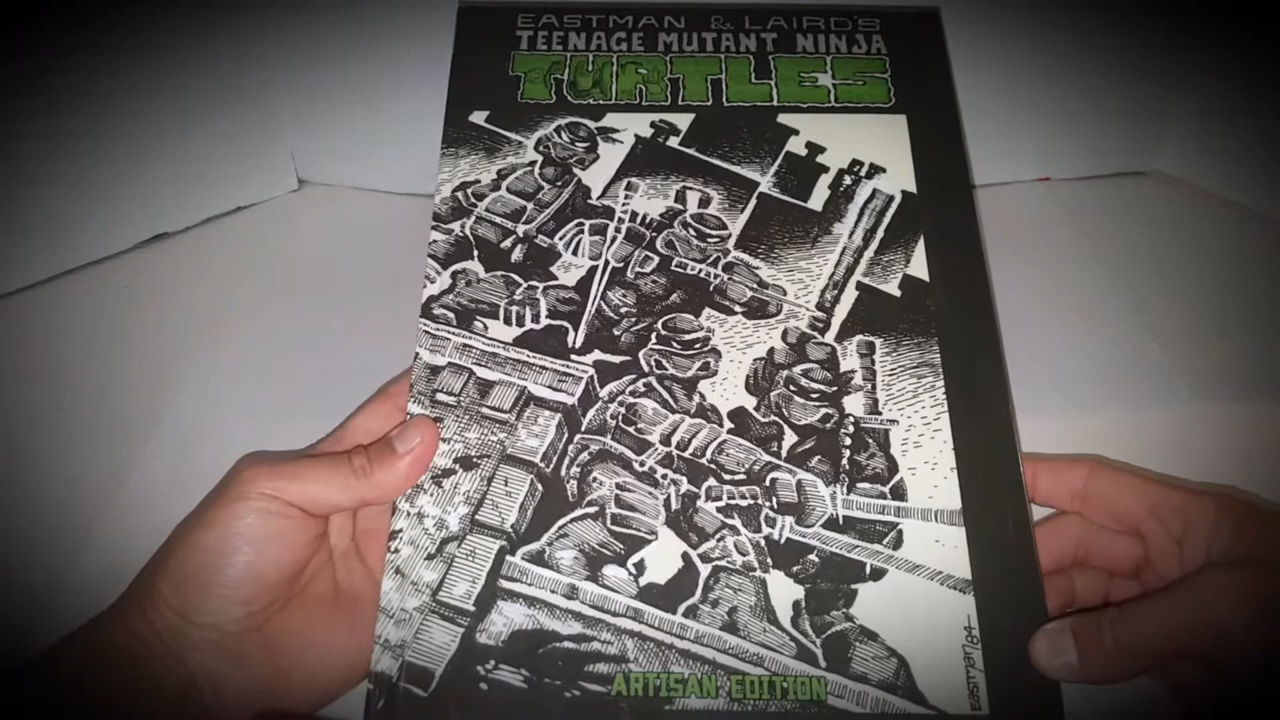 EASTMAN & LAIRD'S
TEENAGE MUTANT NINJA
TURTLES
EASTMAN 84
ARTISAN EDITION